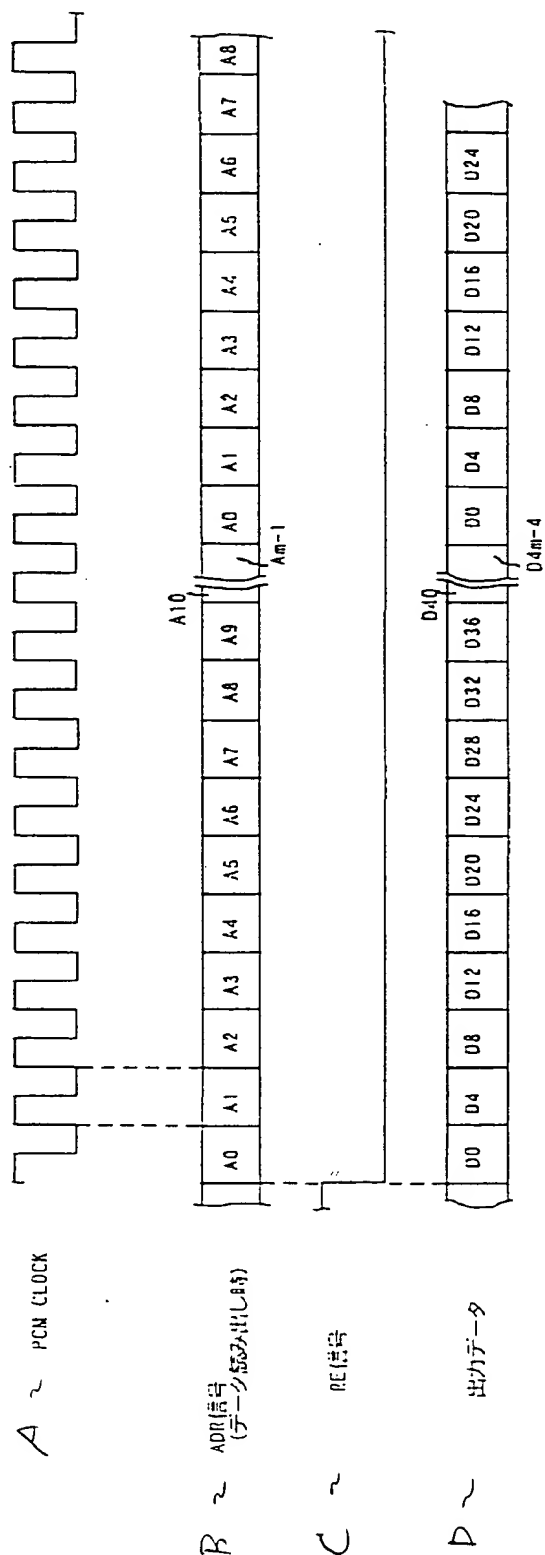 A ~ PCM CLOCK
B ~ ADR信号
(データ読み出し時)
A0 A1 A2 A3 A4 A5 A6 A7 A8 A9 A10 Am-1 A0 A1 A2 A3 A4 A5 A6 A7 A8
C ~ RE信号
D ~ 出力データ
D0 D4 D8 D12 D16 D20 D24 D28 D32 D36 D40 D4m-4 D0 D4 D8 D12 D16 D20 D24